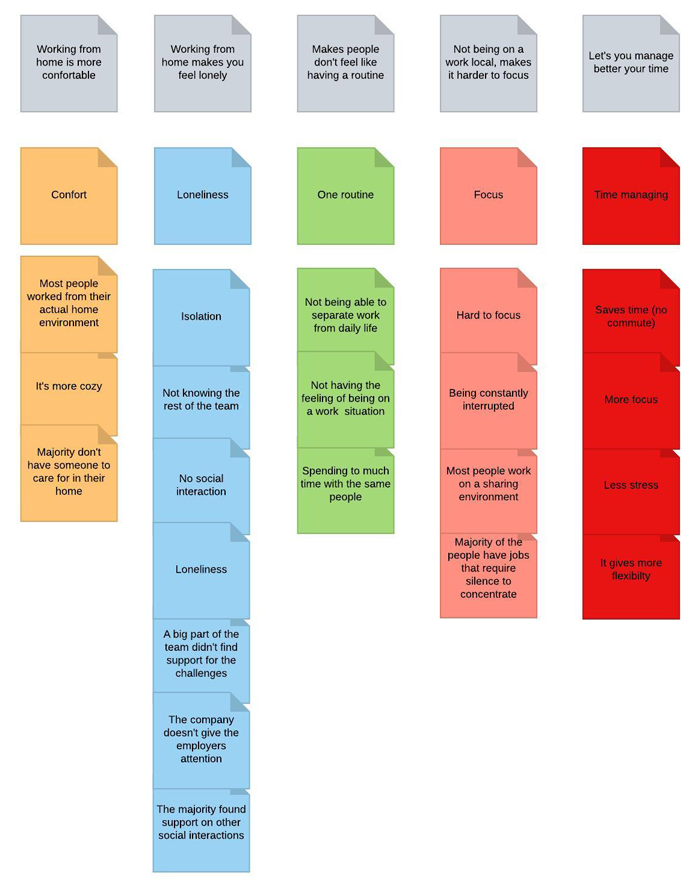 Working from
home is more
confortable
Working from
home makes you
feel lonely
Makes people
don't feel like
having a routine
Not being on a
work local, makes
it harder to focus
Let's you manage
better your time
Confort
Loneliness
One routine
Focus
Time managing
Most people
worked from their
actual home
environment
It's more cozy
Majority don't
have someone to
care for in their
home
Isolation
Not knowing the
rest of the team
No social
interaction
Loneliness
A big part of the
team didn't find
support for the
challenges
The company
doesn't give the
employers
attention
The majority found
support on other
social interactions
Not being able to
separate work
from daily life
Not having the
feeling of being on
a work situation
Spending to much
time with the same
people
Hard to focus
Being constantly
interrupted
Most people work
on a sharing
environment
Majority of the
people have jobs
that require
silence to
concentrate
Saves time (no
commute)
More focus
Less stress
It gives more
flexibilty